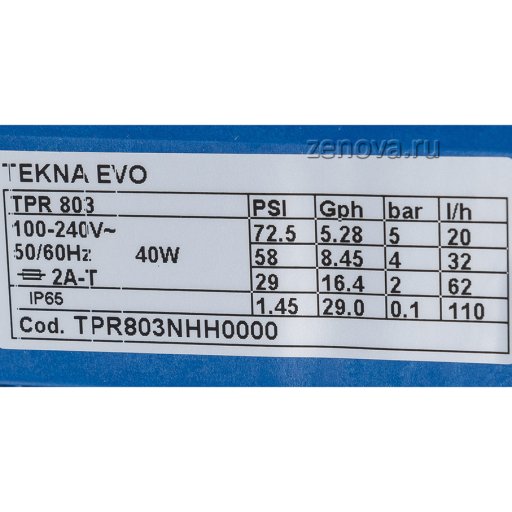 zenova.ru
TEKNA EVO
TPR 803 PSI Gph bar l/h
100-240V~ 72.5 5.28 5 20
50/60Hz 40W 58 8.45 4 32
2A-T 29 16.4 2 62
IP65 1.45 29.0 0.1 110
Cod. TPR803NHH0000